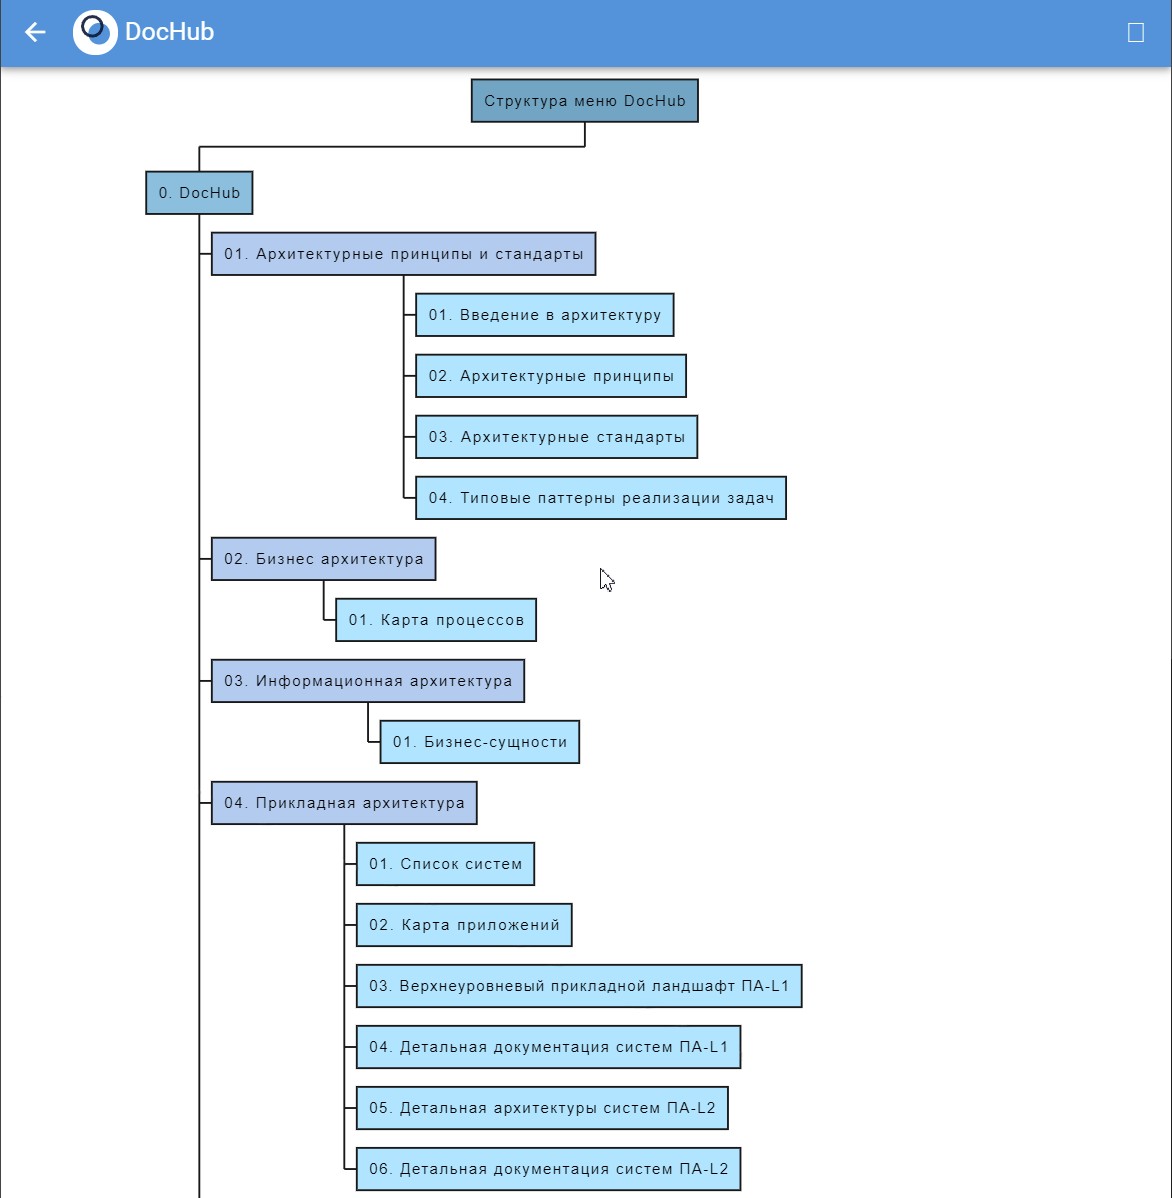 DocHub
Структура меню DocHub
0. DocHub
01. Архитектурные принципы и стандарты
01. Введение в архитектуру
02. Архитектурные принципы
03. Архитектурные стандарты
04. Типовые паттерны реализации задач
02. Бизнес архитектура
01. Карта процессов
03. Информационная архитектура
01. Бизнес-сущности
04. Прикладная архитектура
01. Список систем
02. Карта приложений
03. Верхнеуровневый прикладной ландшафт ПА-L1
04. Детальная документация систем ПА-L1
05. Детальная архитектуры систем ПА-L2
06. Детальная документация систем ПА-L2